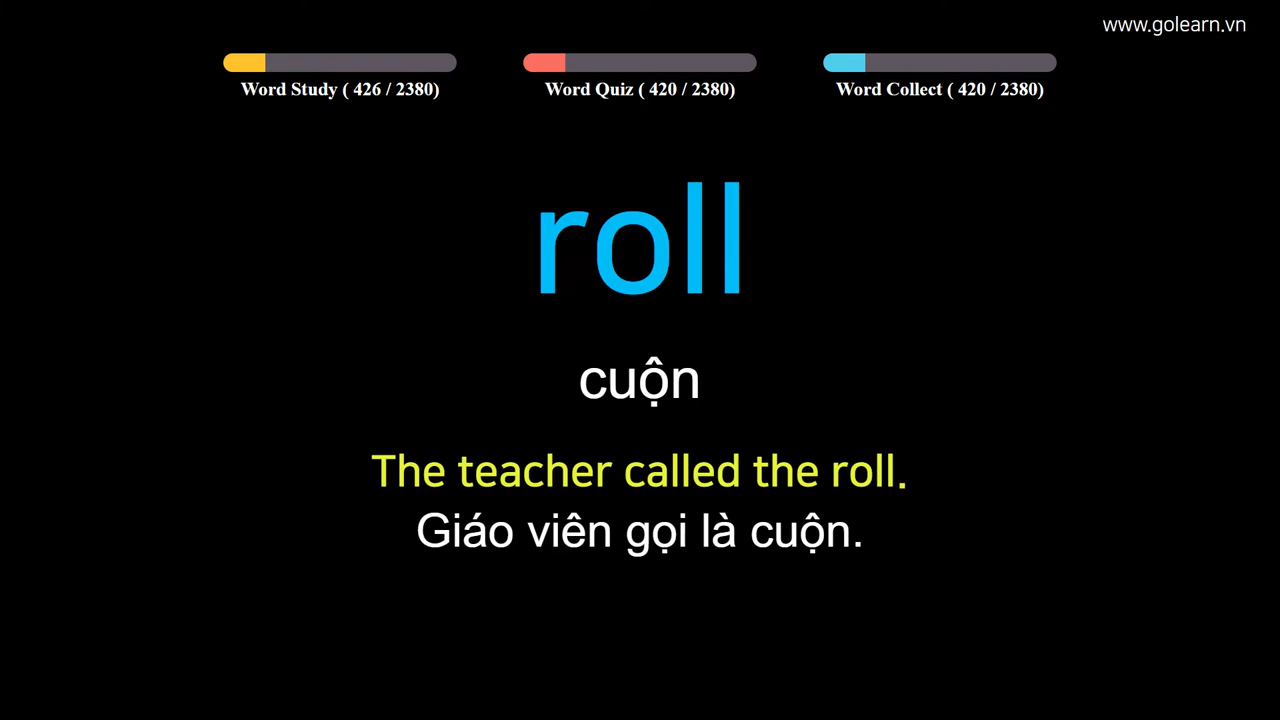 www.golearn.vn
Word Study ( 426 / 2380)
Word Quiz ( 420 / 2380)
Word Collect ( 420 / 2380)
roll
cuộn
The teacher called the roll.
Giáo viên gọi là cuộn.